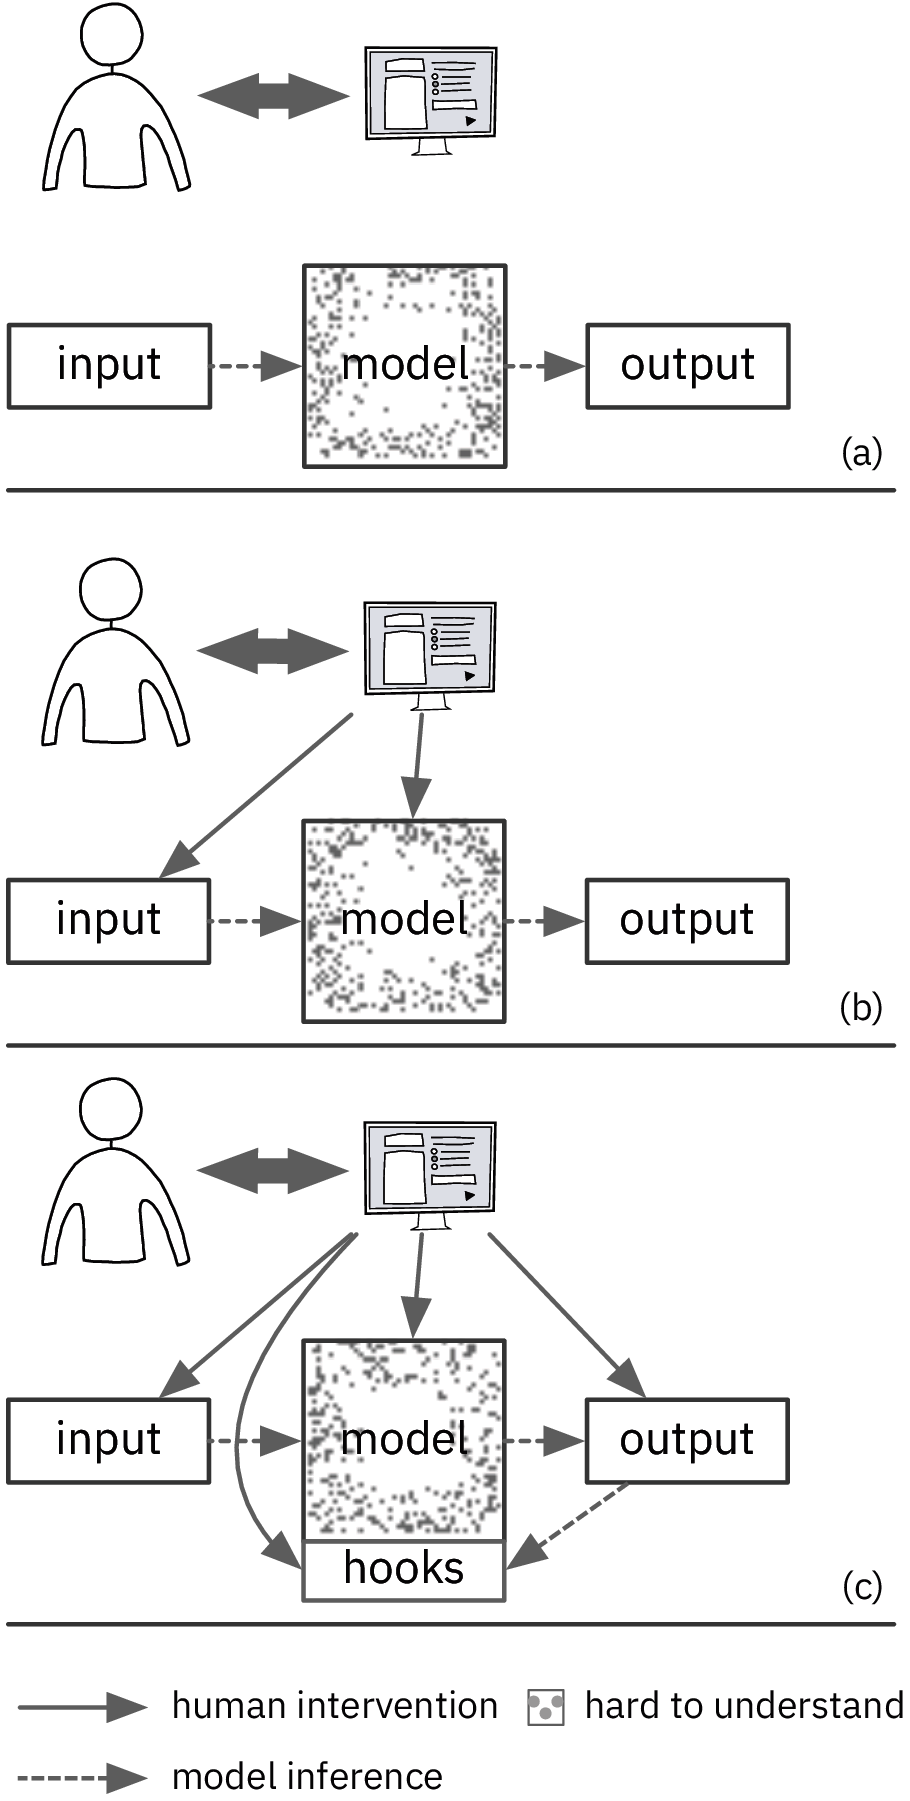 input
model
output
(a)
input
model
output
(b)
input
model
output
hooks
(c)
human intervention
hard to understand
model inference